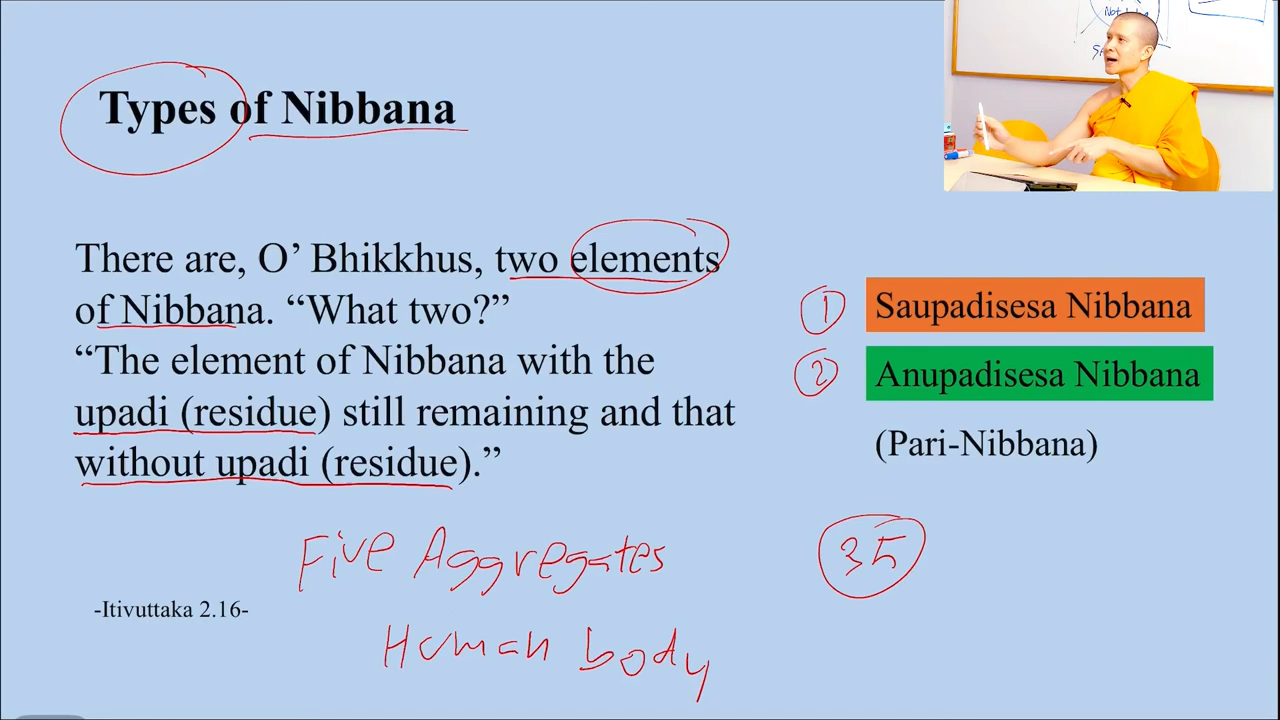 Types of Nibbana
There are, O’ Bhikkhus, two elements
of Nibbana. “What two?”
“The element of Nibbana with the
upadi (residue) still remaining and that
without upadi (residue).”
1 Saupadisesa Nibbana
2 Anupadisesa Nibbana
(Pari-Nibbana)
Five Aggregates
35
-Itivuttaka 2.16-
Human body